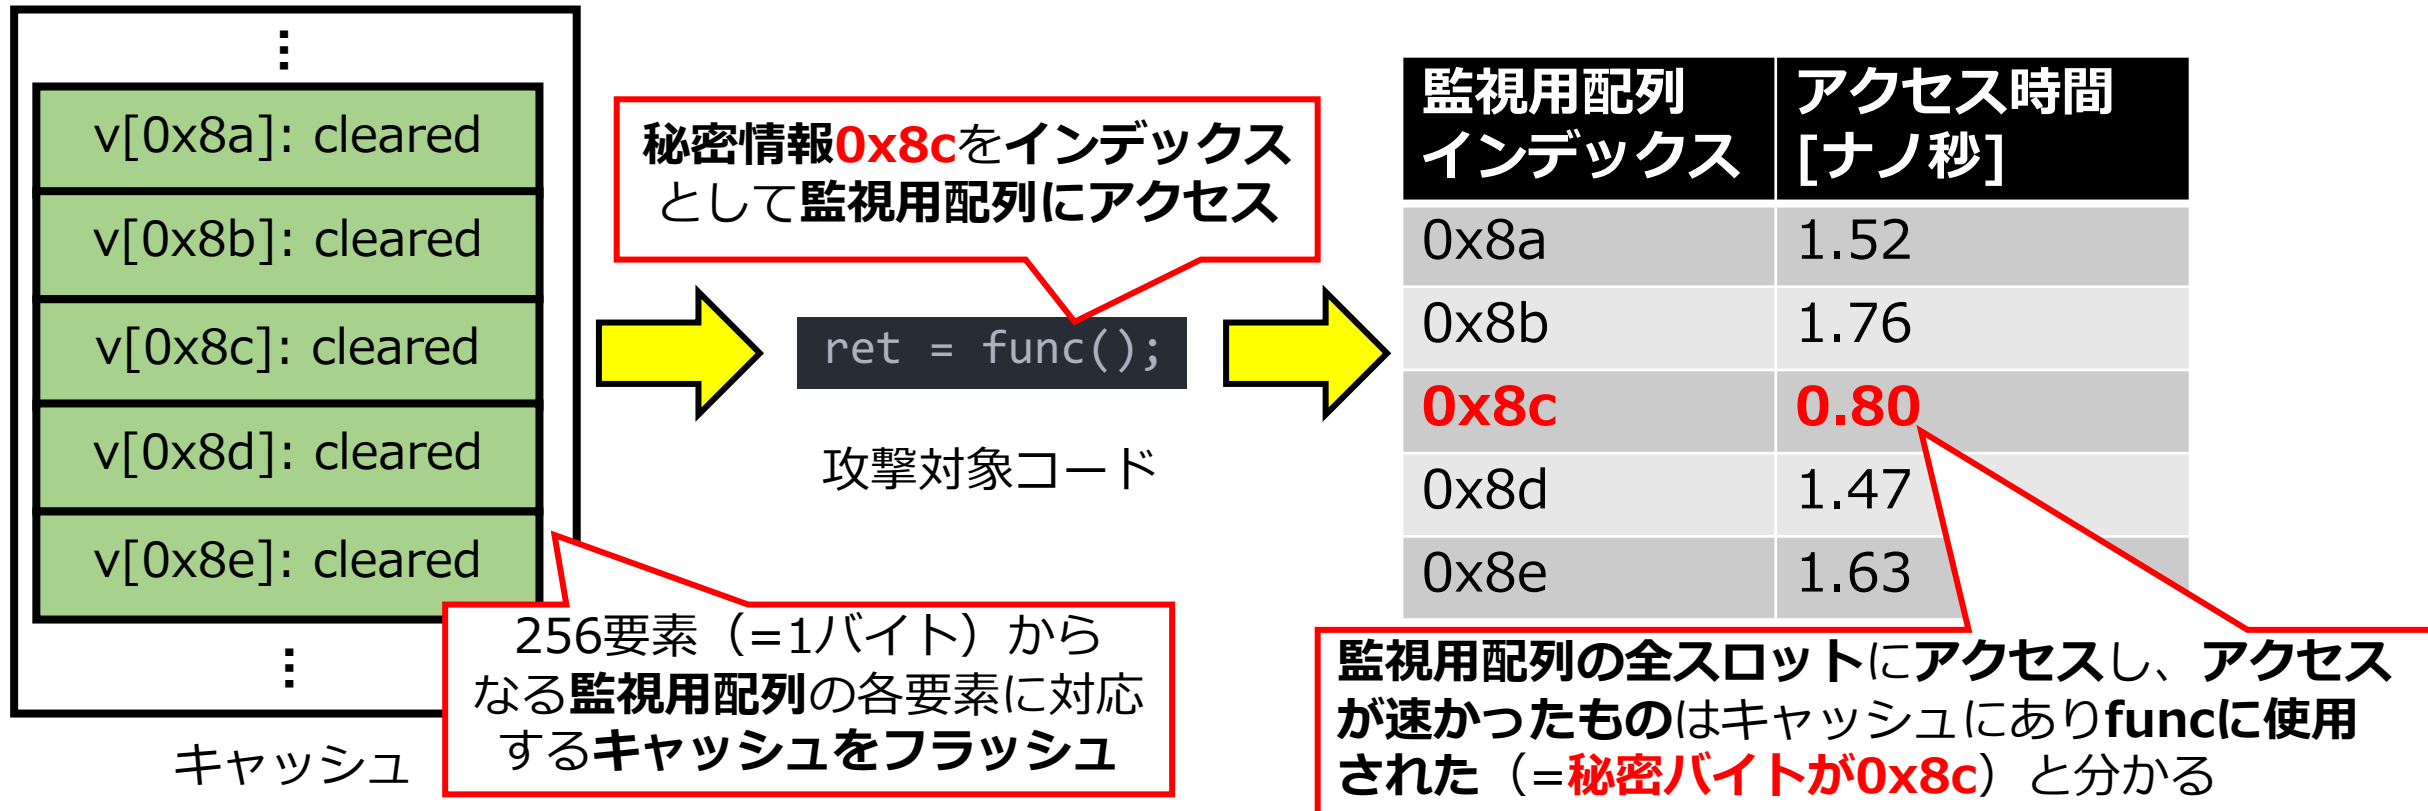 ⋮
v[0x8a]: cleared
v[0x8b]: cleared
v[0x8c]: cleared
v[0x8d]: cleared
v[0x8e]: cleared
⋮
キャッシュ
256要素（=1バイト）から
なる監視用配列の各要素に対応
するキャッシュをフラッシュ
秘密情報0x8cをインデックス
として監視用配列にアクセス
ret = func();
攻撃対象コード
監視用配列
インデックス
アクセス時間
[ナノ秒]
0x8a 1.52
0x8b 1.76
0x8c 0.80
0x8d 1.47
0x8e 1.63
監視用配列の全スロットにアクセスし、アクセス
が速かったものはキャッシュにありfuncに使用
された（=秘密バイトが0x8c）と分かる